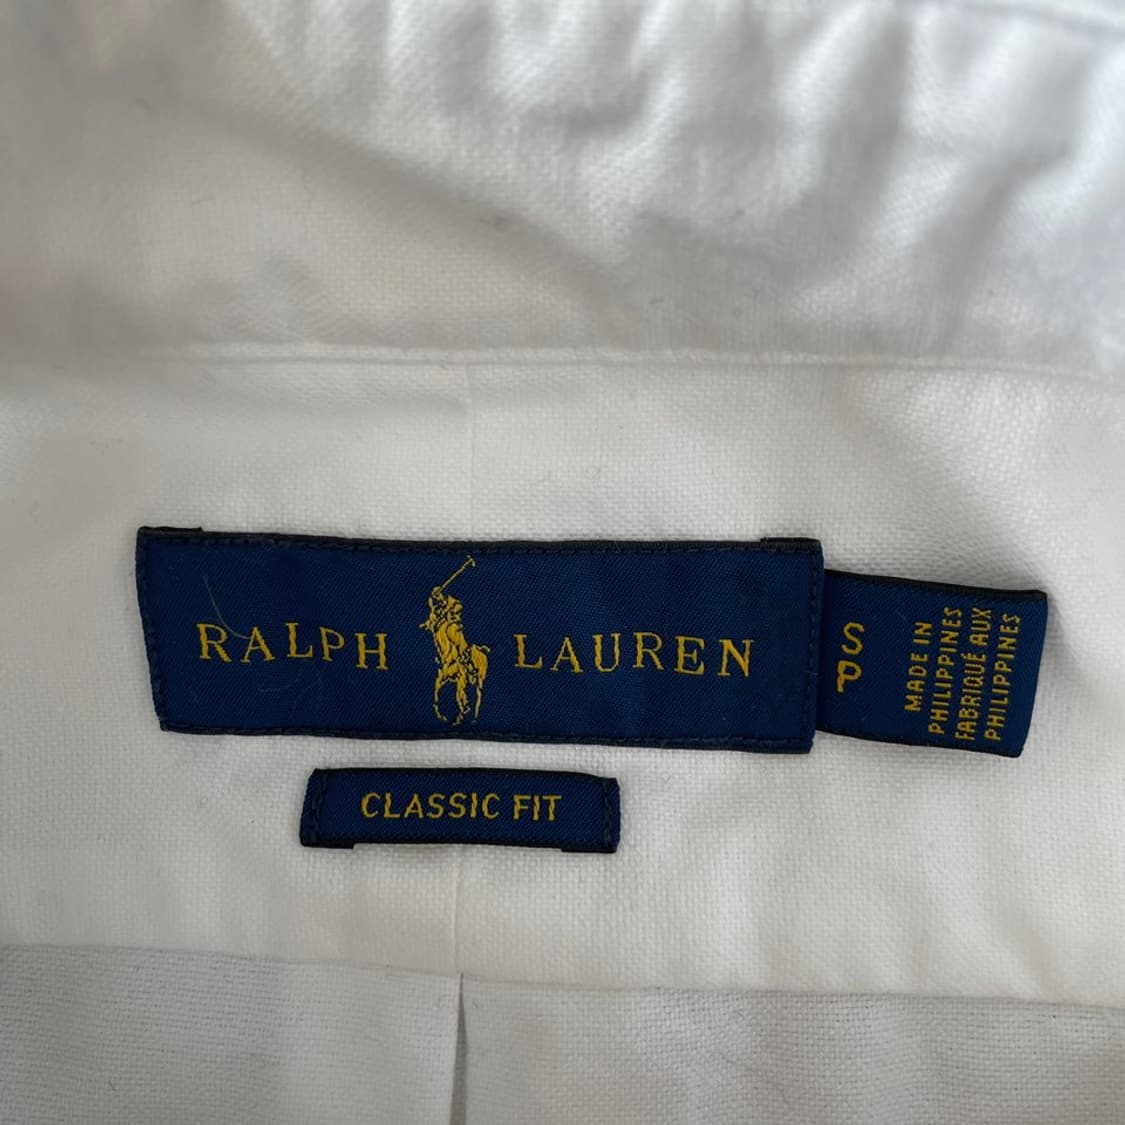 RALPH LAUREN
S
P
MADE IN
PHILIPPINES
FABRIQUÉ AUX
PHILIPPINES
CLASSIC FIT